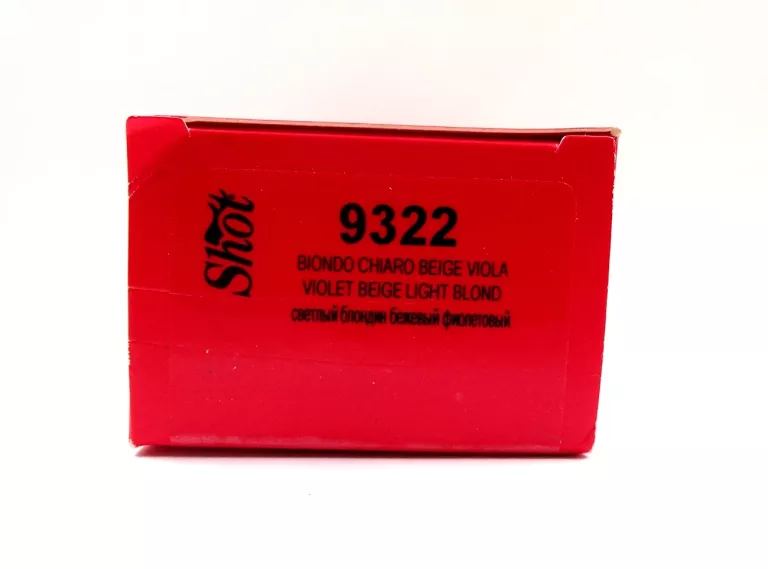 Shot
9322
BIONDO CHIARO BEIGE VIOLA
VIOLET BEIGE LIGHT BLOND
светлый блондин бежевый фиолетовый